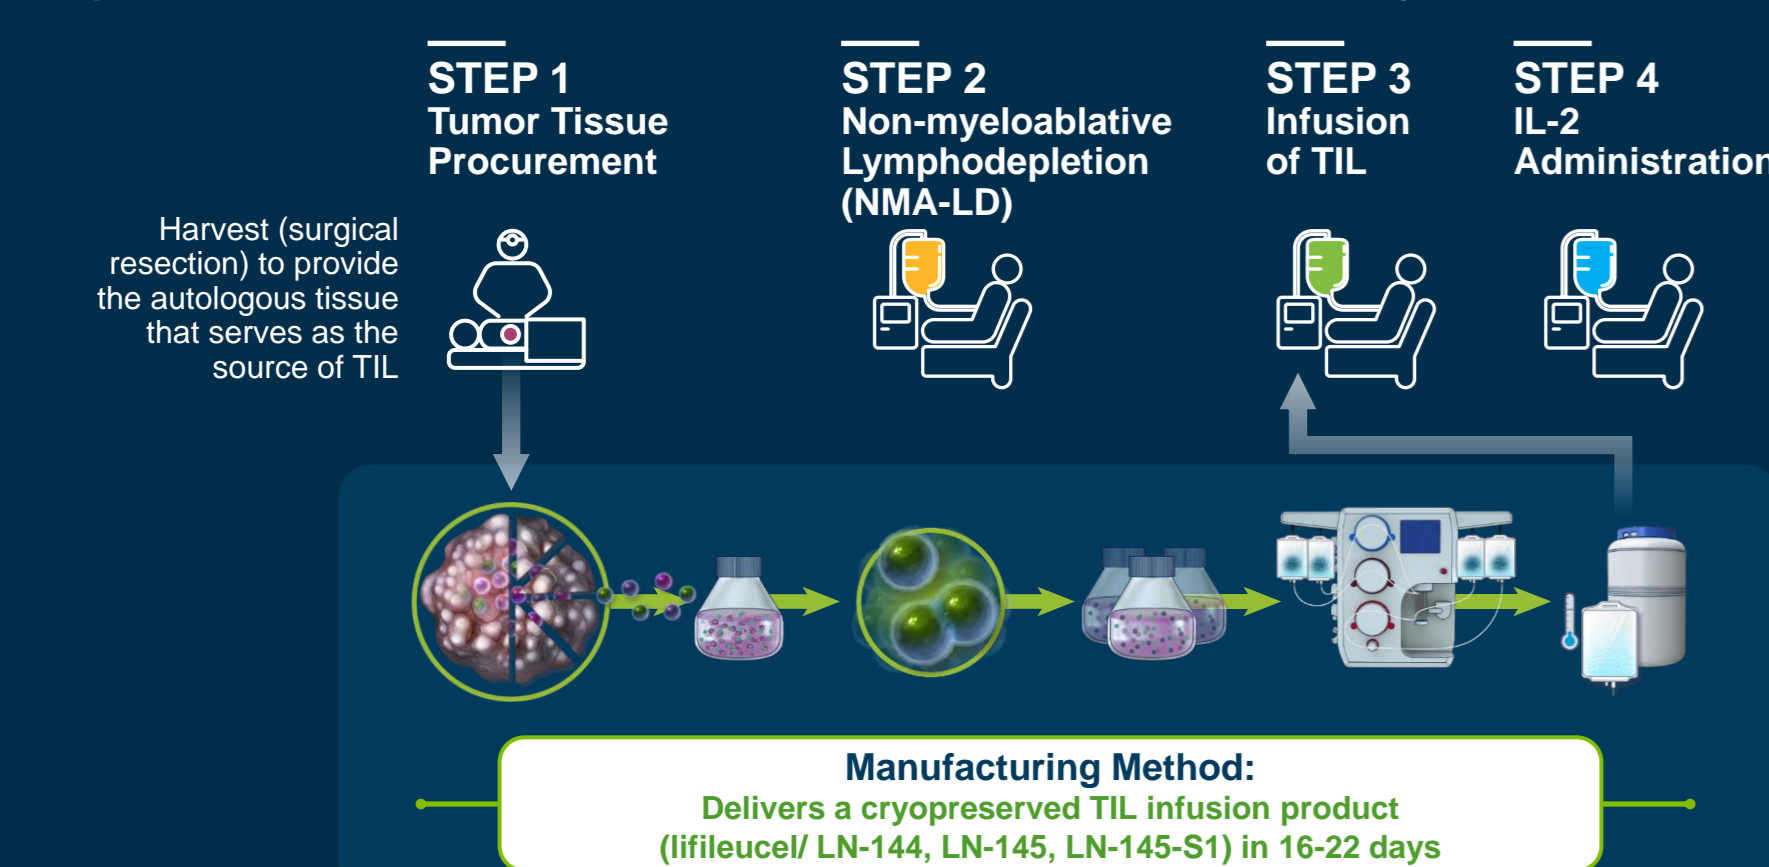 STEP 1
Tumor Tissue
Procurement
STEP 2
Non-myeloablative
Lymphodepletion
(NMA-LD)
STEP 3
Infusion
of TIL
STEP 4
IL-2
Administration
Harvest (surgical
resection) to provide
the autologous tissue
that serves as the
source of TIL
Manufacturing Method:
Delivers a cryopreserved TIL infusion product
(lifileucel/ LN-144, LN-145, LN-145-S1) in 16-22 days